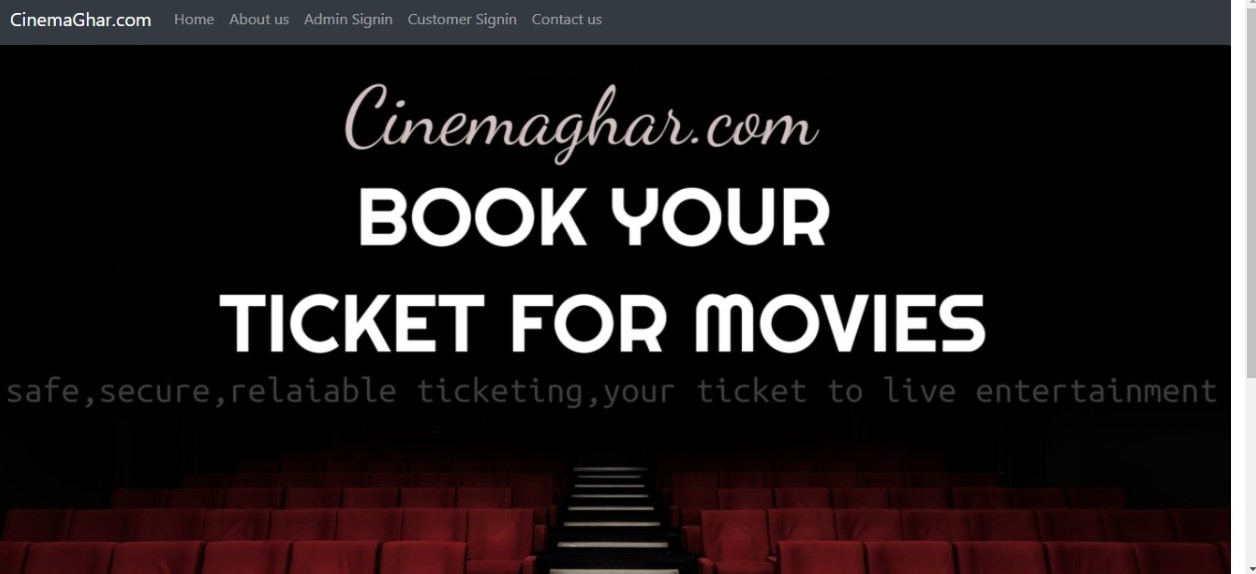 CinemaGhar.com Home About us Admin Signin Customer Signin Contact us
Cinemaghar.com
BOOK YOUR
TICKET FOR MOVIES
safe,secure,relaiable ticketing,your ticket to live entertainment